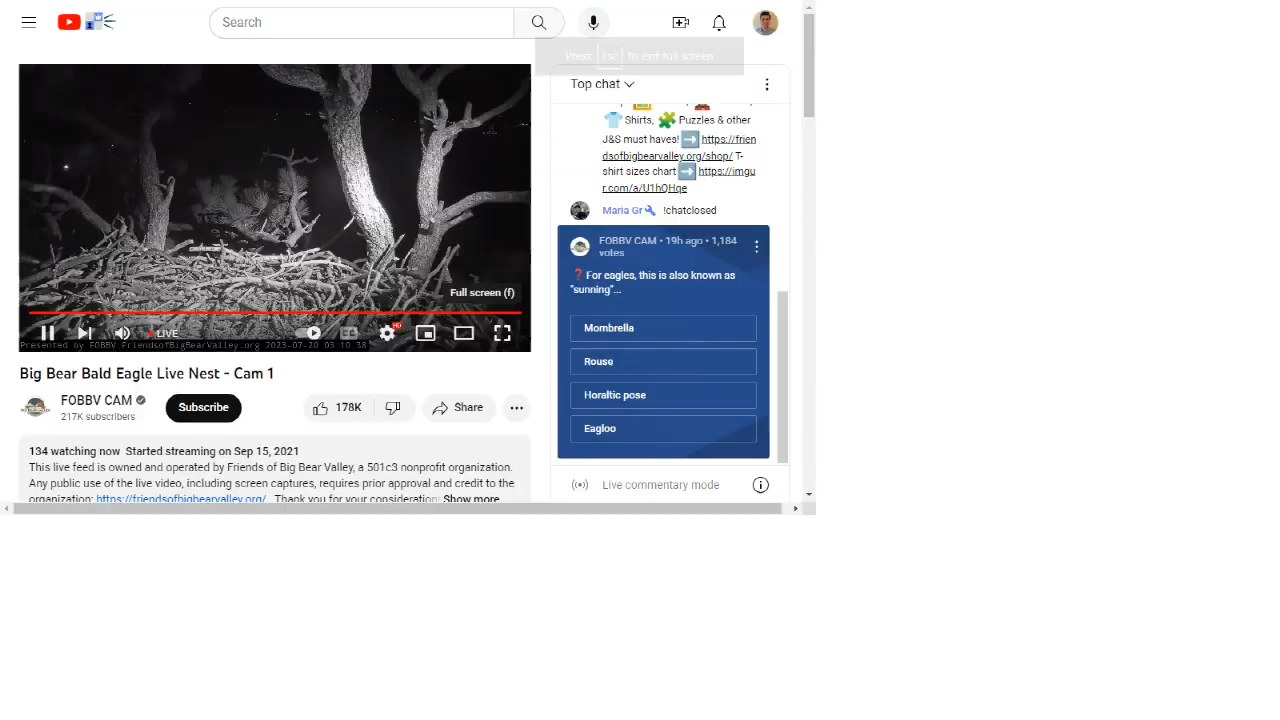 Search
Press Esc to exit full screen
Top chat
Shirts, Puzzles & other
J&S must haves! https://frien
dsofbigbearvalley.org/shop/ T-
shirt sizes chart https://imgu
r.com/a/U1hQHqe
Maria Gr !chatclosed
FOBBV CAM • 19h ago • 1,184
votes
❓For eagles, this is also known as
"sunning"...
Mombrella
Rouse
Horaltic pose
Eagloo
Live commentary mode
Full screen (f)
LIVE
HD
Presented by FOBBV FriendsofBigBearValley.org 2023-07-20 03:10:38
Big Bear Bald Eagle Live Nest - Cam 1
FOBBV CAM
217K subscribers
Subscribe
178K
Share
134 watching now Started streaming on Sep 15, 2021
This live feed is owned and operated by Friends of Big Bear Valley, a 501c3 nonprofit organization.
Any public use of the live video, including screen captures, requires prior approval and credit to the
organization: https://friendsofbigbearvalley.org/ . Thank you for your consideration! Show more